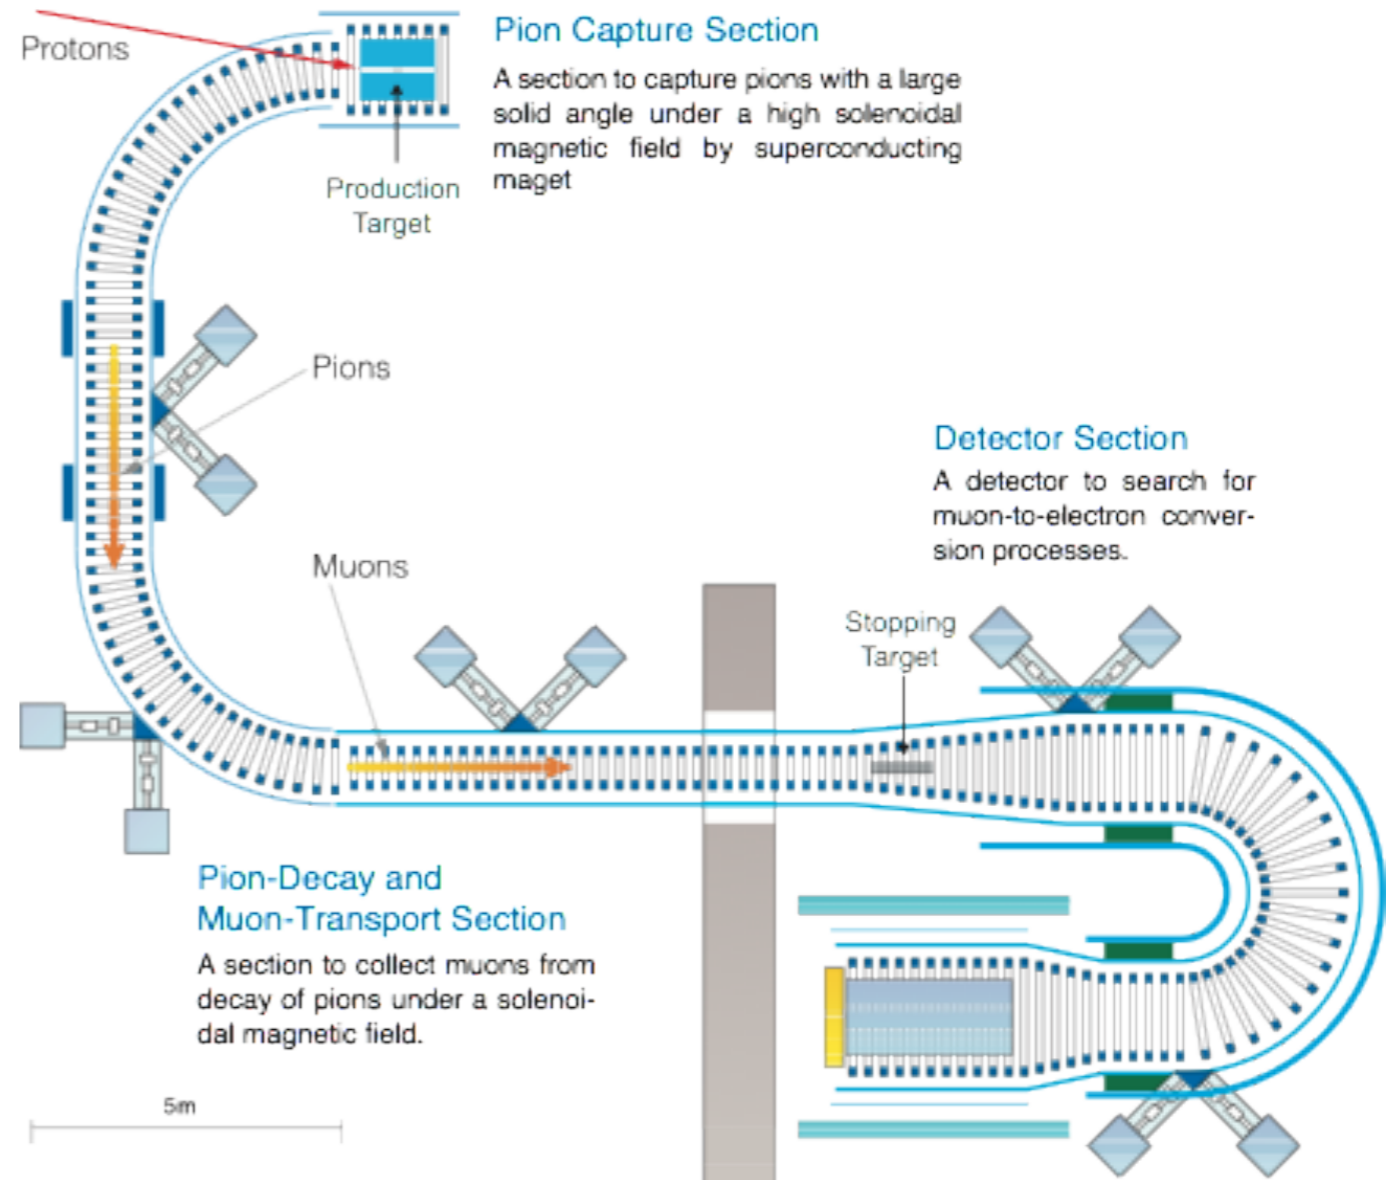 Protons
Pion Capture Section
A section to capture pions with a large
solid angle under a high solenoidal
magnetic field by superconducting
maget
Production
Target
Pions
Detector Section
A detector to search for
muon-to-electron conver-
sion processes.
Muons
Stopping
Target
Pion-Decay and
Muon-Transport Section
A section to collect muons from
decay of pions under a solenoi-
dal magnetic field.
5m